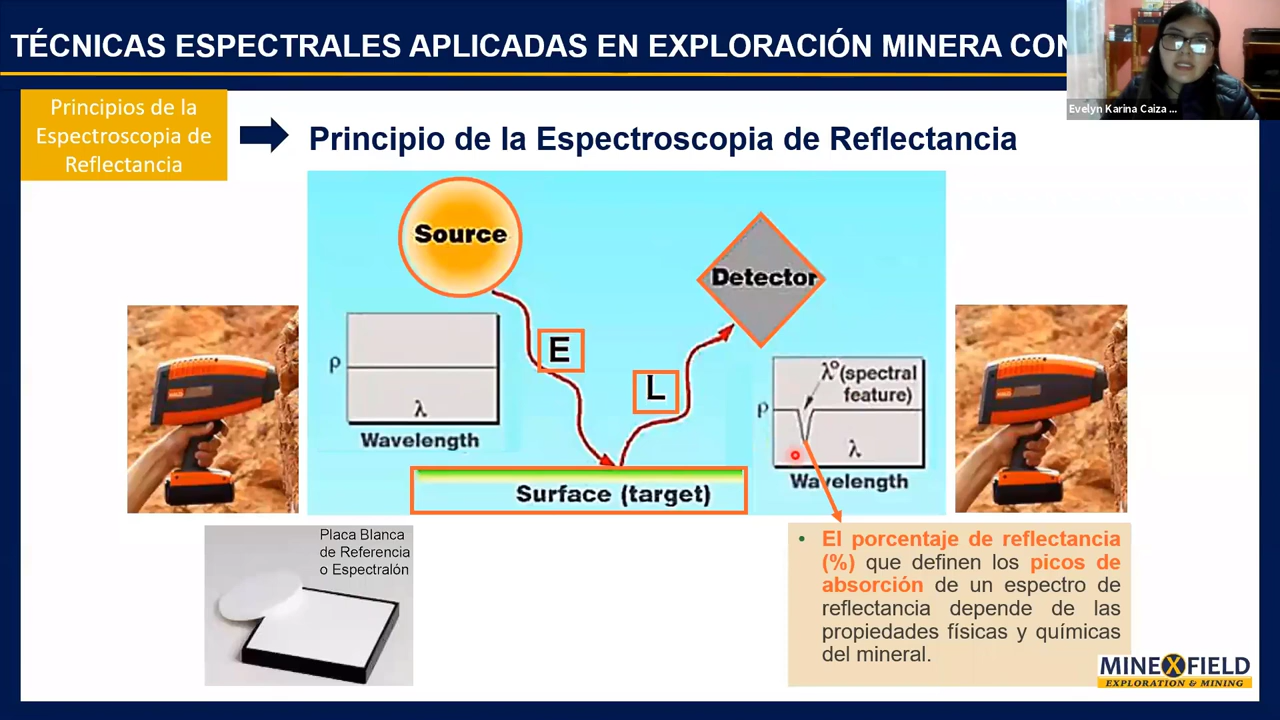 TÉCNICAS ESPECTRALES APLICADAS EN EXPLORACIÓN MINERA CON
Evelyn Karina Caiza ...
Principios de la
Espectroscopia de
Reflectancia
Principio de la Espectroscopia de Reflectancia
Source
Detector
E
L
ρ
λ
Wavelength
λ° (spectral
feature)
ρ
λ
Wavelength
Surface (target)
Placa Blanca
de Referencia
o Espectralón
• El porcentaje de reflectancia
(%) que definen los picos de
absorción de un espectro de
reflectancia depende de las
propiedades físicas y químicas
del mineral.
MINEXFIELD
EXPLORATION & MINING